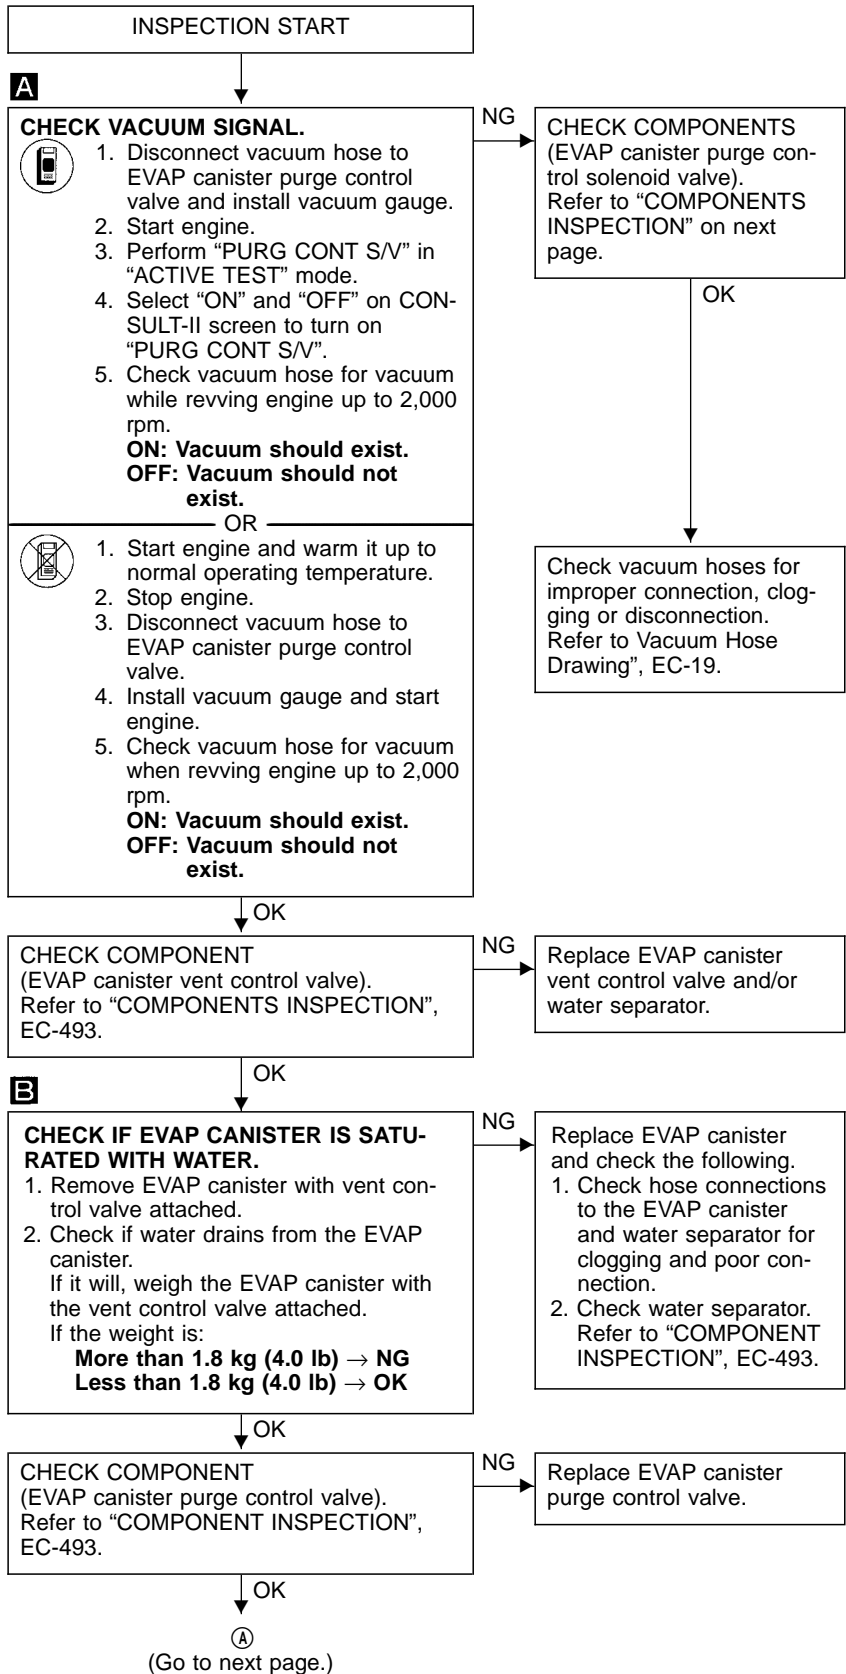 INSPECTION START
A
CHECK VACUUM SIGNAL.
1. Disconnect vacuum hose to
EVAP canister purge control
valve and install vacuum gauge.
2. Start engine.
3. Perform “PURG CONT S/V” in
“ACTIVE TEST” mode.
4. Select “ON” and “OFF” on CON-
SULT-II screen to turn on
“PURG CONT S/V”.
5. Check vacuum hose for vacuum
while revving engine up to 2,000
rpm.
ON: Vacuum should exist.
OFF: Vacuum should not
exist.
OR
1. Start engine and warm it up to
normal operating temperature.
2. Stop engine.
3. Disconnect vacuum hose to
EVAP canister purge control
valve.
4. Install vacuum gauge and start
engine.
5. Check vacuum hose for vacuum
when revving engine up to 2,000
rpm.
ON: Vacuum should exist.
OFF: Vacuum should not
exist.
NG
CHECK COMPONENTS
(EVAP canister purge con-
trol solenoid valve).
Refer to “COMPONENTS
INSPECTION” on next
page.
OK
Check vacuum hoses for
improper connection, clog-
ging or disconnection.
Refer to Vacuum Hose
Drawing”, EC-19.
OK
CHECK COMPONENT
(EVAP canister vent control valve).
Refer to “COMPONENTS INSPECTION”,
EC-493.
NG
Replace EVAP canister
vent control valve and/or
water separator.
OK
B
CHECK IF EVAP CANISTER IS SATU-
RATED WITH WATER.
1. Remove EVAP canister with vent con-
trol valve attached.
2. Check if water drains from the EVAP
canister.
If it will, weigh the EVAP canister with
the vent control valve attached.
If the weight is:
More than 1.8 kg (4.0 lb) → NG
Less than 1.8 kg (4.0 lb) → OK
NG
Replace EVAP canister
and check the following.
1. Check hose connections
to the EVAP canister
and water separator for
clogging and poor con-
nection.
2. Check water separator.
Refer to “COMPONENT
INSPECTION”, EC-493.
OK
CHECK COMPONENT
(EVAP canister purge control valve).
Refer to “COMPONENT INSPECTION”,
EC-493.
NG
Replace EVAP canister
purge control valve.
OK
Ⓐ
(Go to next page.)